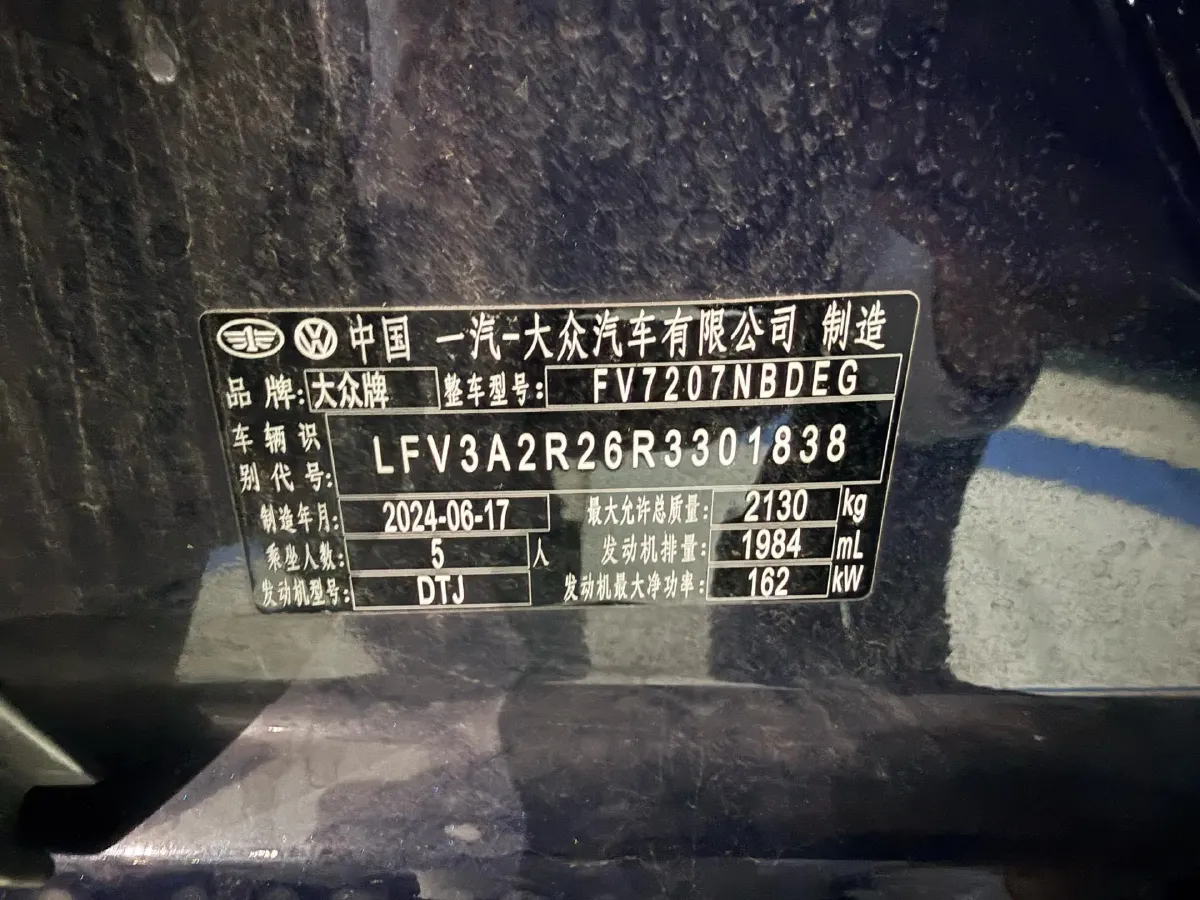 中国 一汽-大众汽车有限公司 制造
品牌: 大众牌 整车型号: FV7207NBDEG
车辆识别代号: LFV3A2R26R3301838
制造年月: 2024-06-17 最大允许总质量: 2130 kg
乘坐人数: 5 人 发动机排量: 1984 mL
发动机型号: DTJ 发动机最大净功率: 162 kW